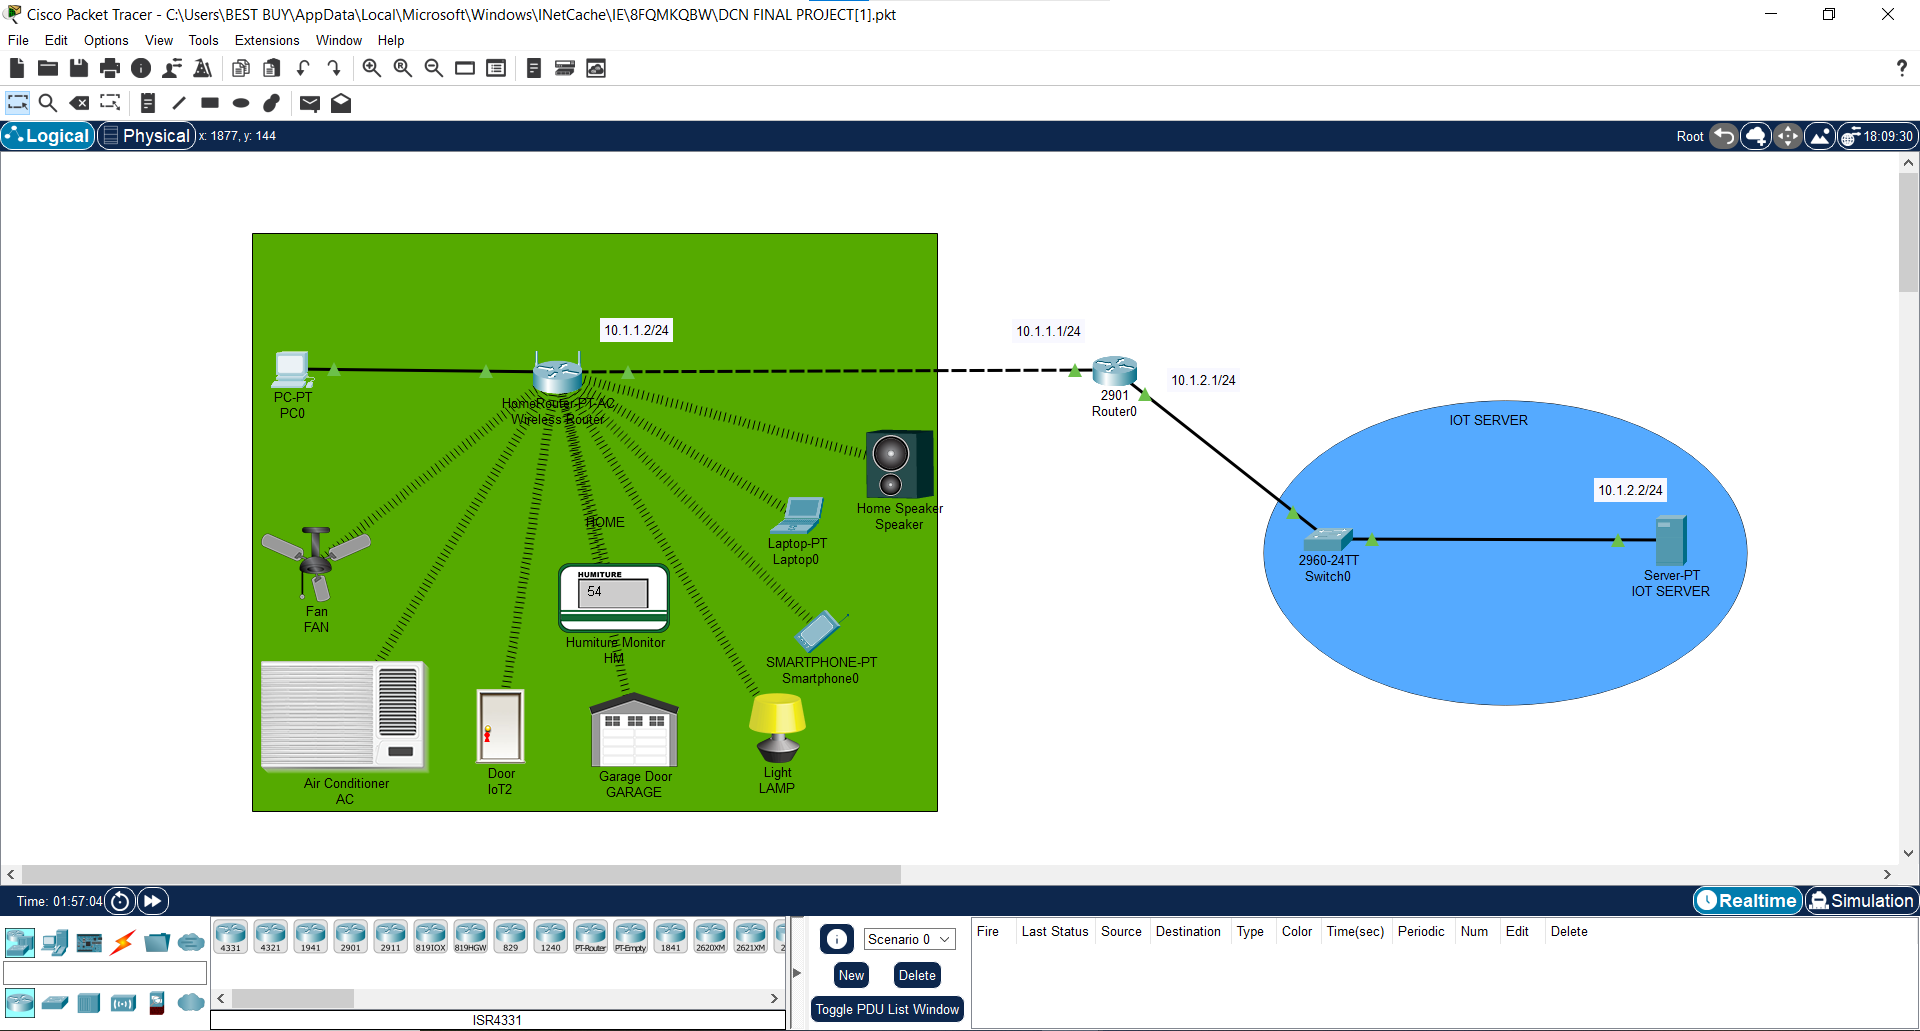 Cisco Packet Tracer - C:\Users\BEST BUY\AppData\Local\Microsoft\Windows\INetCache\IE\8FQMKQBW\DCN FINAL PROJECT[1].pkt
File Edit Options View Tools Extensions Window Help
?
Logical Physical x: 1877, y: 144 Root 18:09:30
10.1.1.2/24
10.1.1.1/24
10.1.2.1/24
PC-PT
PC0
HomeRouter-PT-AC
Wireless Router
2901
Router0
IOT SERVER
10.1.2.2/24
Home Speaker
Speaker
HOME
Laptop-PT
Laptop0
2960-24TT
Switch0
Server-PT
IOT SERVER
HUMITURE
54
Fan
FAN
Humiture Monitor
HM
SMARTPHONE-PT
Smartphone0
Air Conditioner
AC
Door
IoT2
Garage Door
GARAGE
Light
LAMP
Time: 01:57:04 Realtime Simulation
4331 4321 1941 2901 2911 819IOX 819HGW 829 1240 PT-Router PT-Empty 1841 2620XM 2621XM 2
ISR4331
Scenario 0
New Delete
Toggle PDU List Window
Fire Last Status Source Destination Type Color Time(sec) Periodic Num Edit Delete